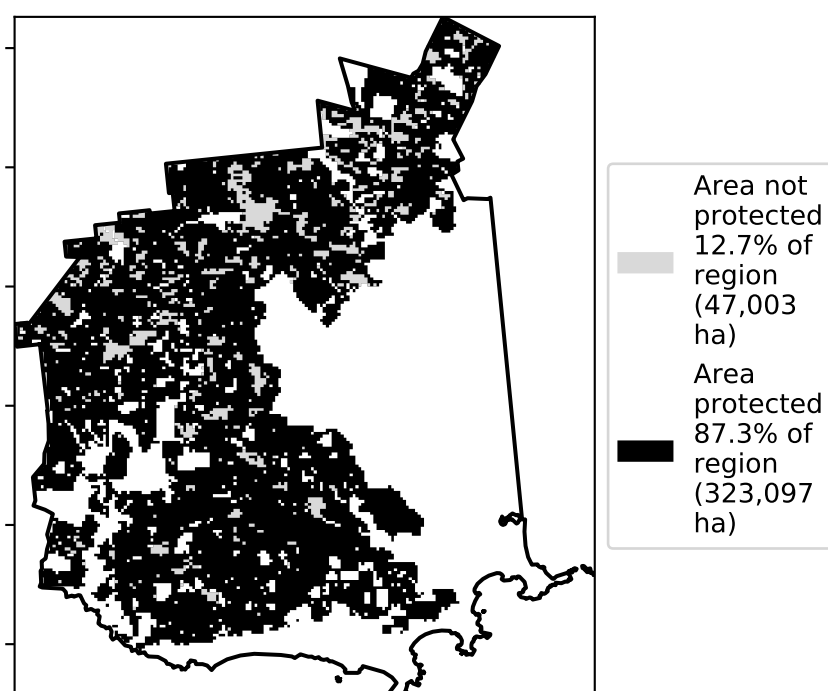 Area not
protected
12.7% of
region
(47,003
ha)
Area
protected
87.3% of
region
(323,097
ha)